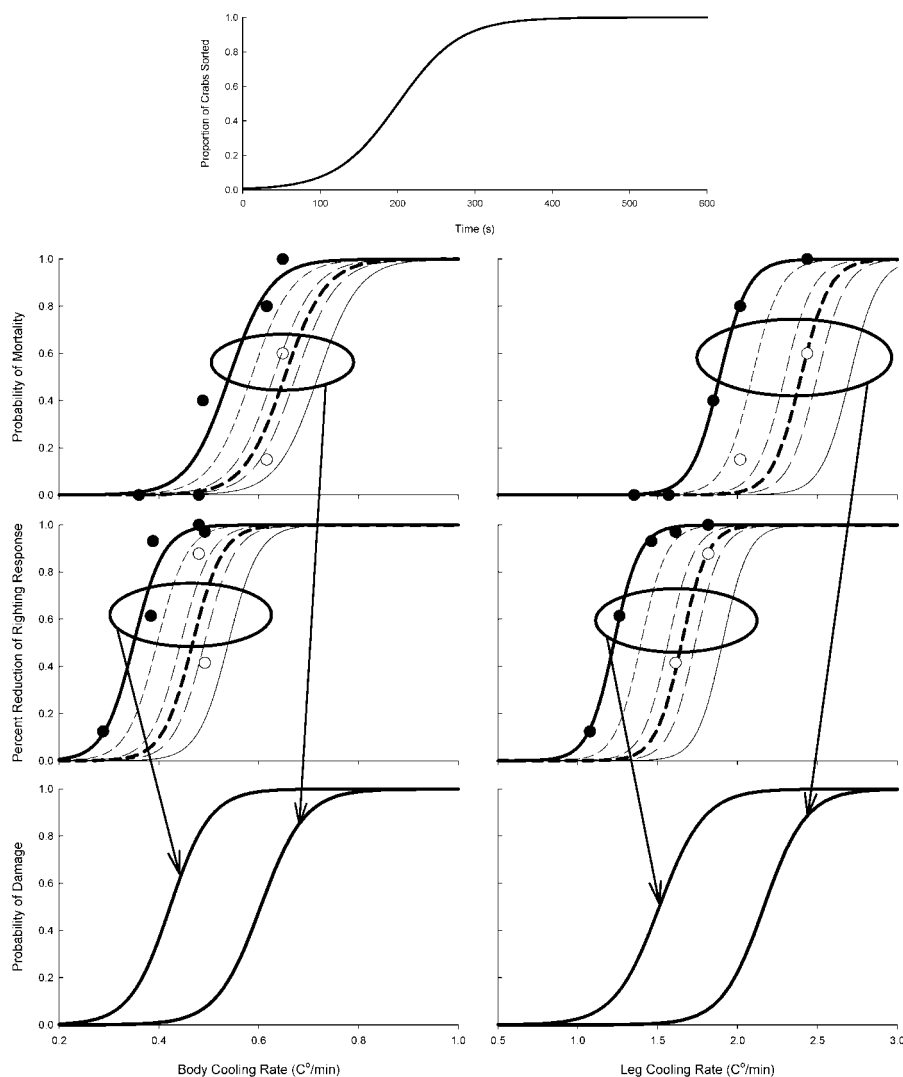 Proportion of Crabs Sorted
1.0
0.8
0.6
0.4
0.2
0.0
0 100 200 300 400 500 600
Time (s)
Probability of Mortality
1.0
0.8
0.6
0.4
0.2
0.0
Percent Reduction of Righting Response
1.0
0.8
0.6
0.4
0.2
0.0
Probability of Damage
1.0
0.8
0.6
0.4
0.2
0.0
0.2 0.4 0.6 0.8 1.0
0.5 1.0 1.5 2.0 2.5 3.0
Body Cooling Rate (C°/min)
Leg Cooling Rate (C°/min)